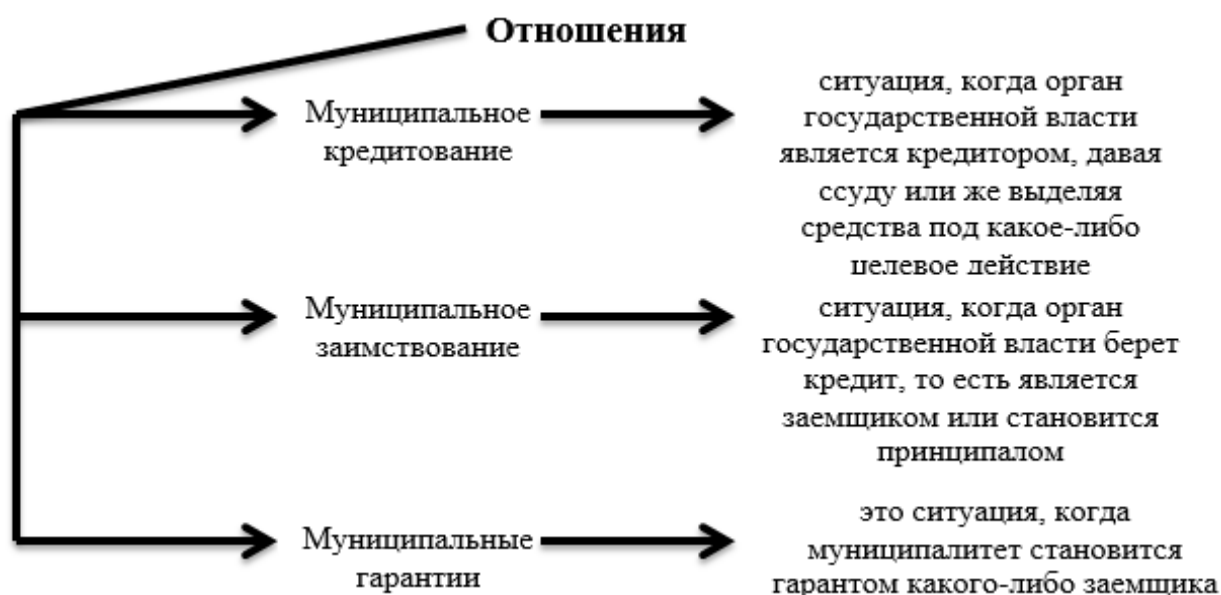 Отношения
Муниципальное
кредитование
ситуация, когда орган
государственной власти
является кредитором, давая
ссуду или же выделяя
средства под какое-либо
целевое действие
Муниципальное
заимствование
ситуация, когда орган
государственной власти берет
кредит, то есть является
заемщиком или становится
принципалом
Муниципальные
гарантии
это ситуация, когда
муниципалитет становится
гарантом какого-либо заемщика